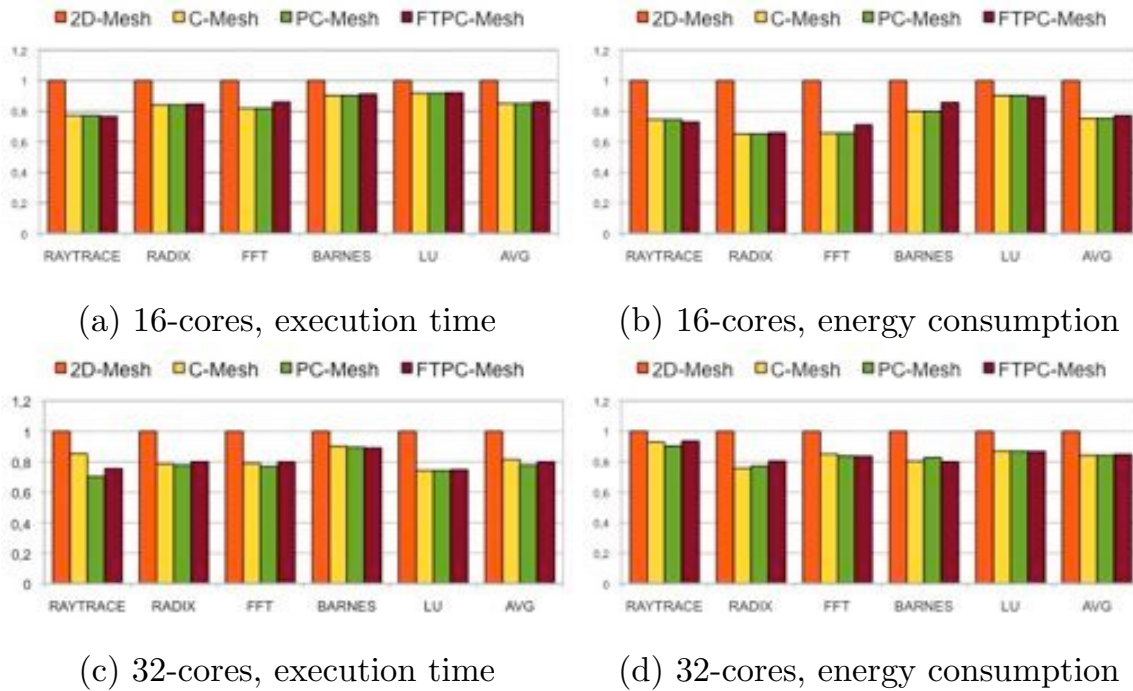 2D-Mesh C-Mesh PC-Mesh FTPC-Mesh
1,2
1
0,8
0,6
0,4
0,2
0
RAYTRACE RADIX FFT BARNES LU AVG
(a) 16-cores, execution time
2D-Mesh C-Mesh PC-Mesh FTPC-Mesh
1,2
1
0,8
0,6
0,4
0,2
0
RAYTRACE RADIX FFT BARNES LU AVG
(b) 16-cores, energy consumption
2D-Mesh C-Mesh PC-Mesh FTPC-Mesh
1,2
1
0,8
0,6
0,4
0,2
0
RAYTRACE RADIX FFT BARNES LU AVG
(c) 32-cores, execution time
2D-Mesh C-Mesh PC-Mesh FTPC-Mesh
1,2
1
0,8
0,6
0,4
0,2
0
RAYTRACE RADIX FFT BARNES LU AVG
(d) 32-cores, energy consumption